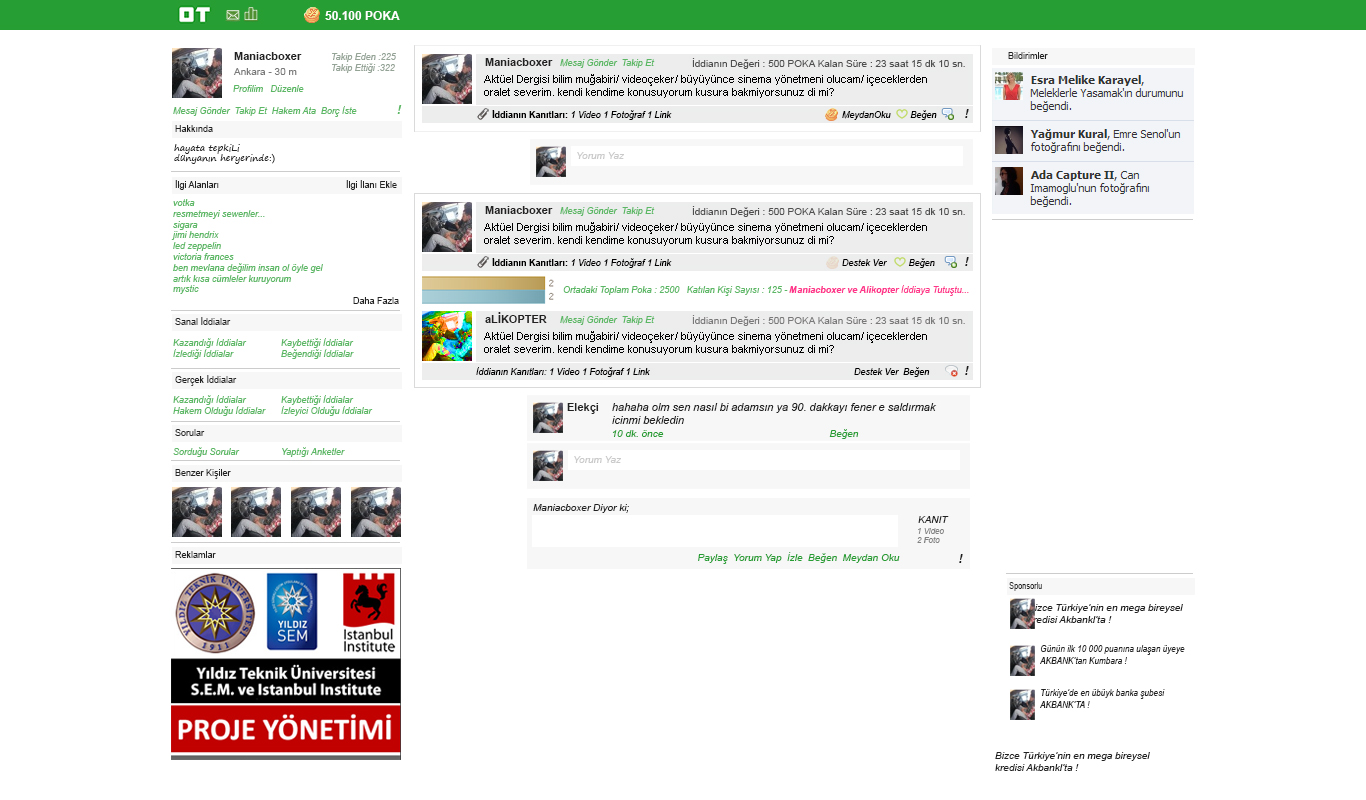 OT
50.100 POKA
Maniacboxer
Takip Eden :225
Ankara - 30 m
Takip Ettiği :322
Profilim Düzenle
Mesaj Gönder Takip Et Hakem Ata Borç İste !
Hakkında
hayata tepkiLi
dünyanın heryerinde:)
İlgi Alanları İlgi İlanı Ekle
votka
resmetmeyi sewenler...
sigara
jimi hendrix
led zeppelin
victoria frances
ben mevlana değilim insan ol öyle gel
artık kısa cümleler kuruyorum
mystic
Daha Fazla
Sanal İddialar
Kazandığı İddialar Kaybettiği İddialar
İzlediği İddialar Beğendiği İddialar
Gerçek İddialar
Kazandığı İddialar Kaybettiği İddialar
Hakem Olduğu İddialar İzleyici Olduğu İddialar
Sorular
Sorduğu Sorular Yaptığı Anketler
Benzer Kişiler
Reklamlar
YILDIZ TEKNİK ÜNİVERSİTESİ
1911
YILDIZ
SEM
Istanbul
Institute
Yıldız Teknik Üniversitesi
S.E.M. ve Istanbul Institute
PROJE YÖNETİMİ
Maniacboxer Mesaj Gönder Takip Et İddianın Değeri : 500 POKA Kalan Süre : 23 saat 15 dk 10 sn.
Aktüel Dergisi bilim muğabiri/ videoçeker/ büyüyünce sinema yönetmeni olucam/ içeceklerden
oralet severim. kendi kendime konusuyorum kusura bakmiyorsunuz di mi?
İddianın Kanıtları: 1 Video 1 Fotoğraf 1 Link MeydanOku Beğen !
Yorum Yaz
Maniacboxer Mesaj Gönder Takip Et İddianın Değeri : 500 POKA Kalan Süre : 23 saat 15 dk 10 sn.
Aktüel Dergisi bilim muğabiri/ videoçeker/ büyüyünce sinema yönetmeni olucam/ içeceklerden
oralet severim. kendi kendime konusuyorum kusura bakmiyorsunuz di mi?
İddianın Kanıtları: 1 Video 1 Fotoğraf 1 Link Destek Ver Beğen !
2
2
Ortadaki Toplam Poka : 2500 Katılan Kişi Sayısı : 125 - Maniacboxer ve Alikopter İddiaya Tutuştu...
aLİKOPTER Mesaj Gönder Takip Et İddianın Değeri : 500 POKA Kalan Süre : 23 saat 15 dk 10 sn.
Aktüel Dergisi bilim muğabiri/ videoçeker/ büyüyünce sinema yönetmeni olucam/ içeceklerden
oralet severim. kendi kendime konusuyorum kusura bakmiyorsunuz di mi?
İddianın Kanıtları: 1 Video 1 Fotoğraf 1 Link Destek Ver Beğen !
Elekçi hahaha olm sen nasıl bi adamsın ya 90. dakkayı fener e saldırmak
icinmi bekledin
10 dk. önce Beğen
Yorum Yaz
Maniacboxer Diyor ki;
KANIT
1 Video
2 Foto
Paylaş Yorum Yap İzle Beğen Meydan Oku !
Bildirimler
Esra Melike Karayel,
Meleklerle Yasamak'ın durumunu
beğendi.
Yağmur Kural, Emre Senol'un
fotoğrafını beğendi.
Ada Capture II, Can
Imamoglu'nun fotoğrafını
beğendi.
Sponsorlu
izce Türkiye'nin en mega bireysel
redisi Akbankl'ta !
Günün ilk 10 000 puanına ulaşan üyeye
AKBANK'tan Kumbara !
Türkiye'de en übüyk banka şubesi
AKBANK'TA !
Bizce Türkiye'nin en mega bireysel
kredisi Akbankl'ta !